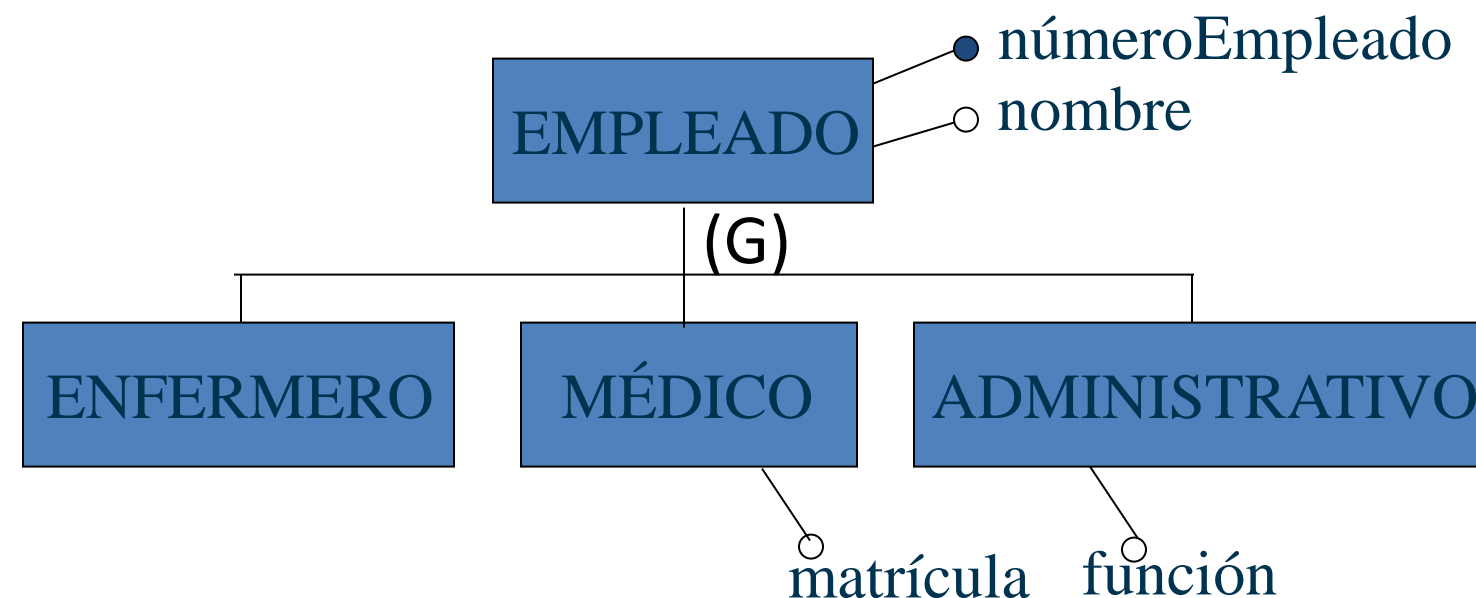 númeroEmpleado
nombre
EMPLEADO
(G)
ENFERMERO
MÉDICO
ADMINISTRATIVO
matrícula
función